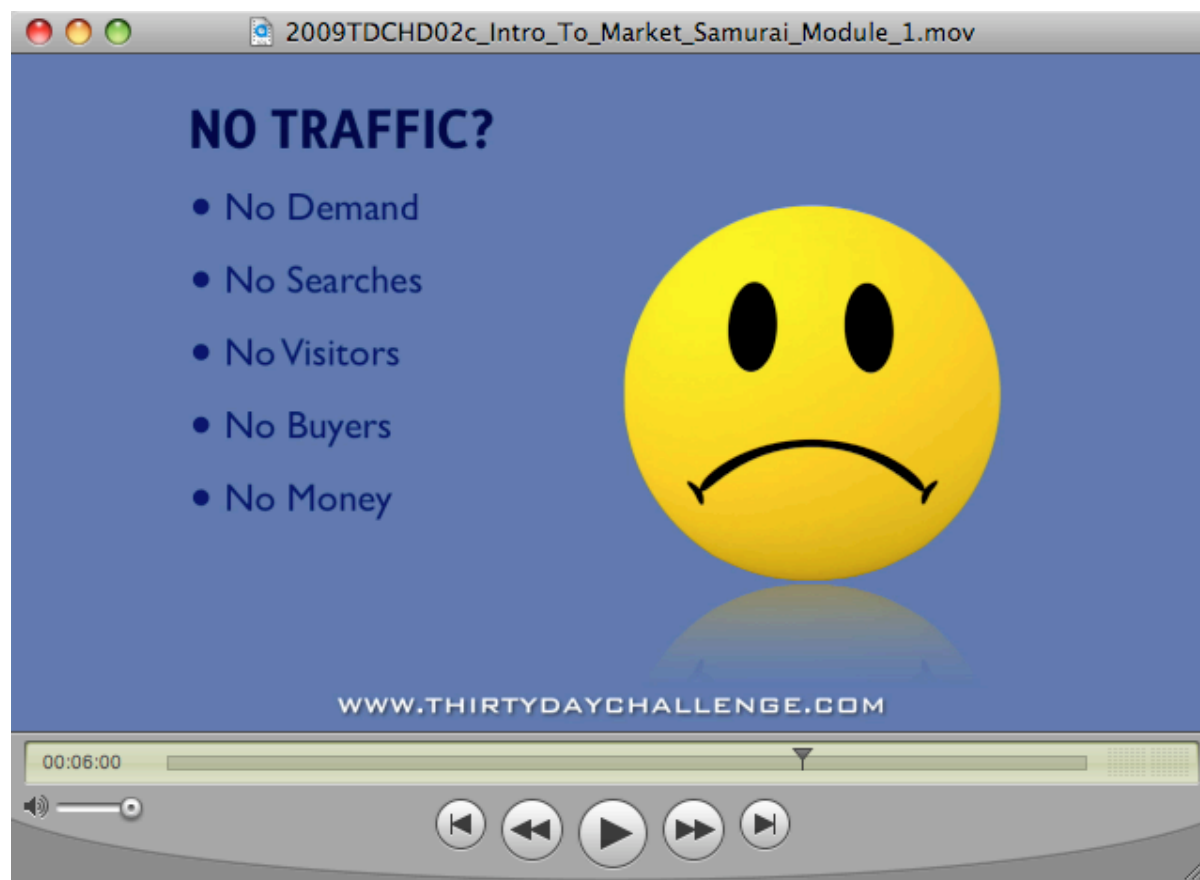 2009TDCHD02c_Intro_To_Market_Samurai_Module_1.mov
NO TRAFFIC?
• No Demand
• No Searches
• No Visitors
• No Buyers
• No Money
WWW.THIRTYDAYCHALLENGE.COM
00:06:00